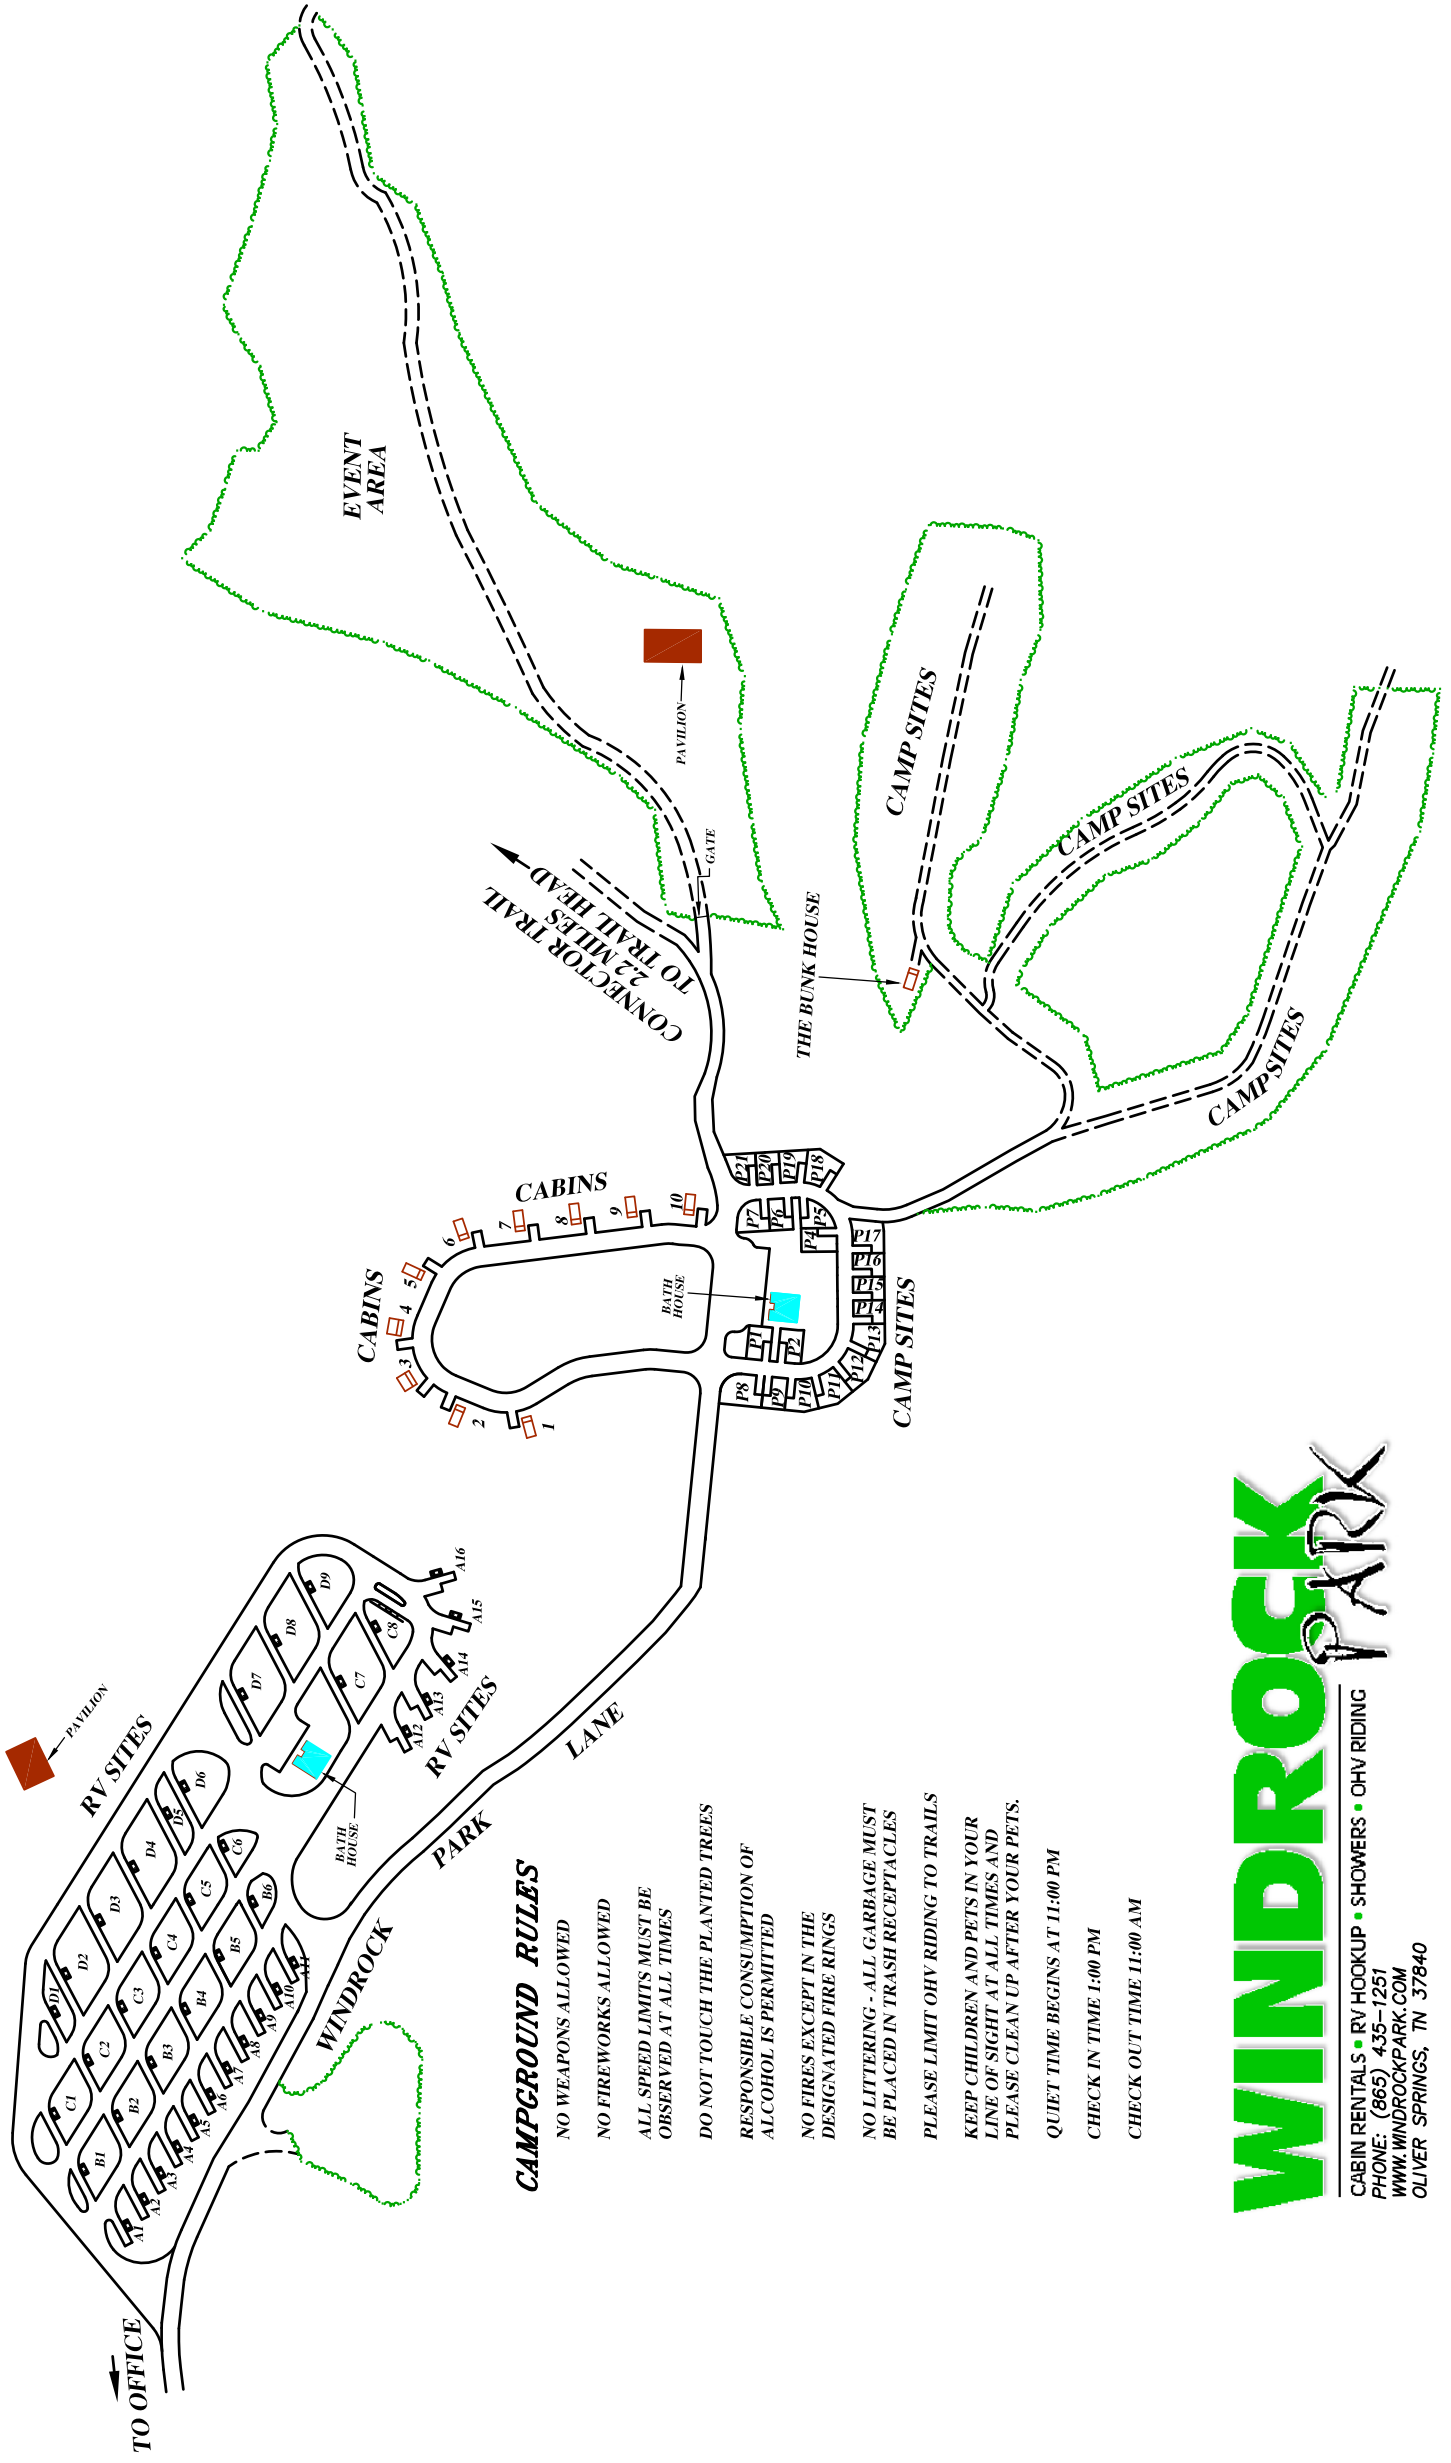 TO OFFICE
PAVILION
RV SITES
D1
D2
D3
D4
D5
D6
D7
D8
D9
C1
C2
C3
C4
C5
C6
C7
C8
B1
B2
B3
B4
B5
B6
A1
A2
A3
A4
A5
A6
A7
A8
A9
A10
A11
A12
A13
A14
A15
A16
RV SITES
BATH
HOUSE
WINDROCK
PARK
LANE
CABINS
CABINS
1
2
3
4
5
6
7
8
9
10
BATH
HOUSE
P1
P2
P4
P5
P6
P7
P8
P9
P10
P11
P12
P13
P14
P15
P16
P17
P18
P19
P20
P21
CAMP SITES
CONNECTOR TRAIL
2.2 MILES
TO TRAIL HEAD
GATE
PAVILION
EVENT
AREA
THE BUNK HOUSE
CAMP SITES
CAMP SITES
CAMPSITES
CAMPGROUND RULES
NO WEAPONS ALLOWED
NO FIREWORKS ALLOWED
ALL SPEED LIMITS MUST BE
OBSERVED AT ALL TIMES
DO NOT TOUCH THE PLANTED TREES
RESPONSIBLE CONSUMPTION OF
ALCOHOL IS PERMITTED
NO FIRES EXCEPT IN THE
DESIGNATED FIRE RINGS
NO LITTERING - ALL GARBAGE MUST
BE PLACED IN TRASH RECEPTACLES
PLEASE LIMIT OHV RIDING TO TRAILS
KEEP CHILDREN AND PETS IN YOUR
LINE OF SIGHT AT ALL TIMES AND
PLEASE CLEAN UP AFTER YOUR PETS.
QUIET TIME BEGINS AT 11:00 PM
CHECK IN TIME 1:00 PM
CHECK OUT TIME 11:00 AM
WINDROCK
PARK
CABIN RENTALS • RV HOOKUP • SHOWERS • OHV RIDING
PHONE: (865) 435-1251
WWW.WINDROCKPARK.COM
OLIVER SPRINGS, TN 37840